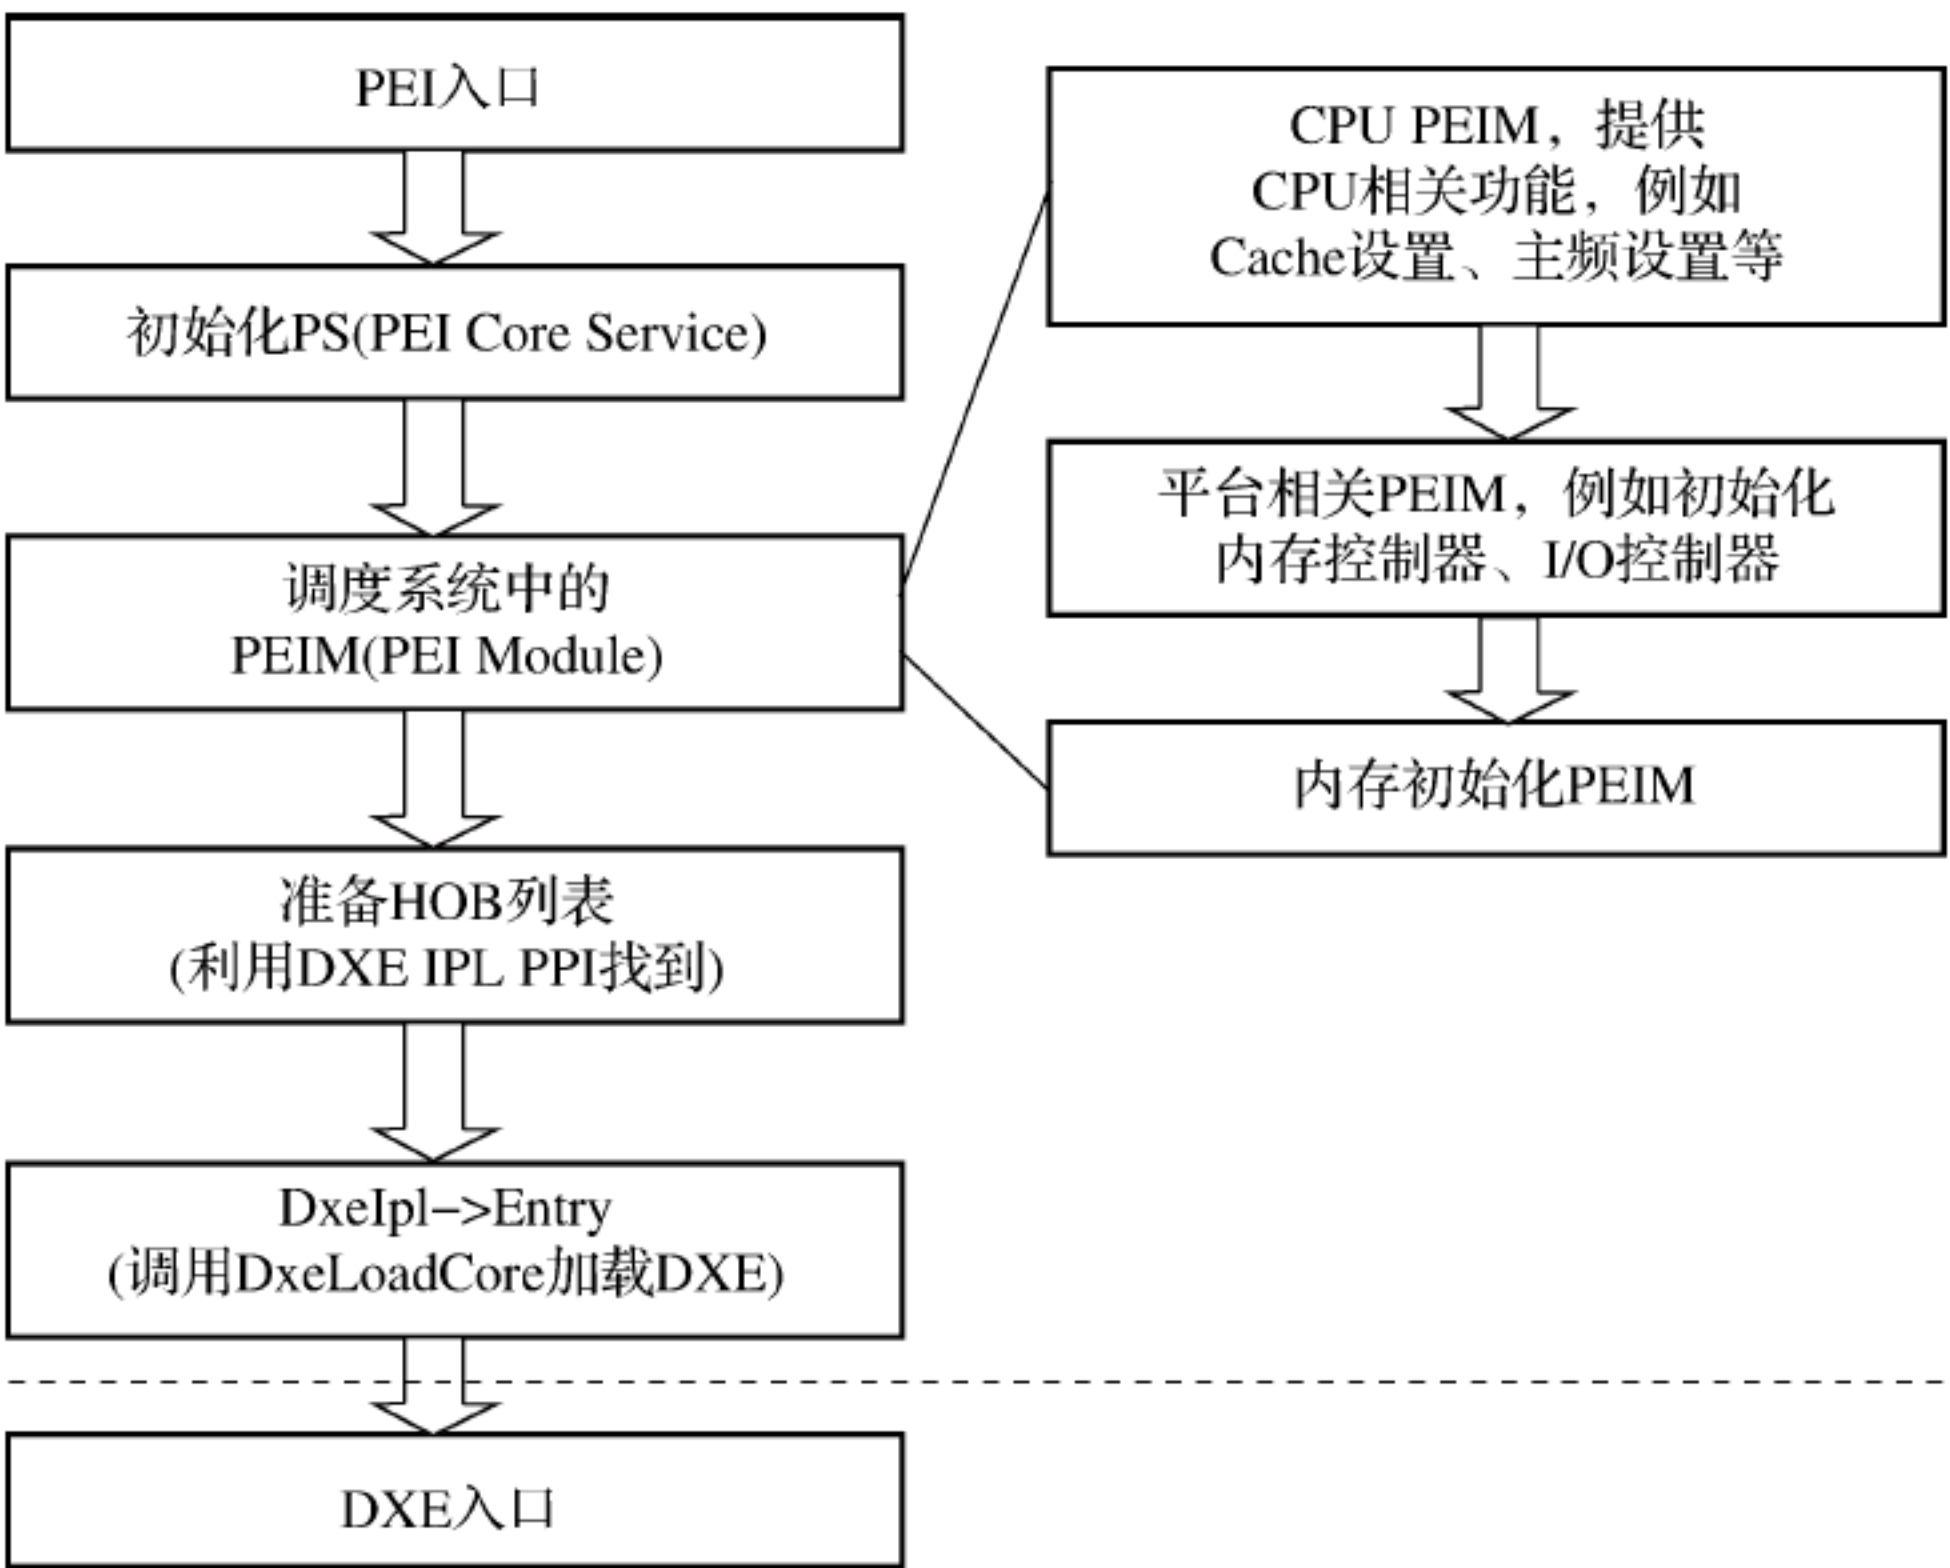 PEI入口
初始化PS(PEI Core Service)
调度系统中的
PEIM(PEI Module)
准备HOB列表
(利用DXE IPL PPI找到)
DxeIpl–>Entry
(调用DxeLoadCore加载DXE)
DXE入口
CPU PEIM，提供
CPU相关功能，例如
Cache设置、主频设置等
平台相关PEIM，例如初始化
内存控制器、I/O控制器
内存初始化PEIM